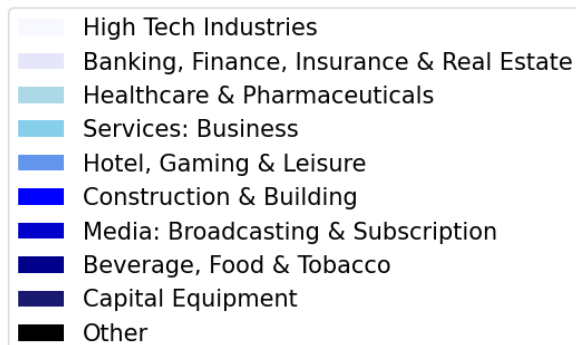 High Tech Industries
Banking, Finance, Insurance & Real Estate
Healthcare & Pharmaceuticals
Services: Business
Hotel, Gaming & Leisure
Construction & Building
Media: Broadcasting & Subscription
Beverage, Food & Tobacco
Capital Equipment
Other